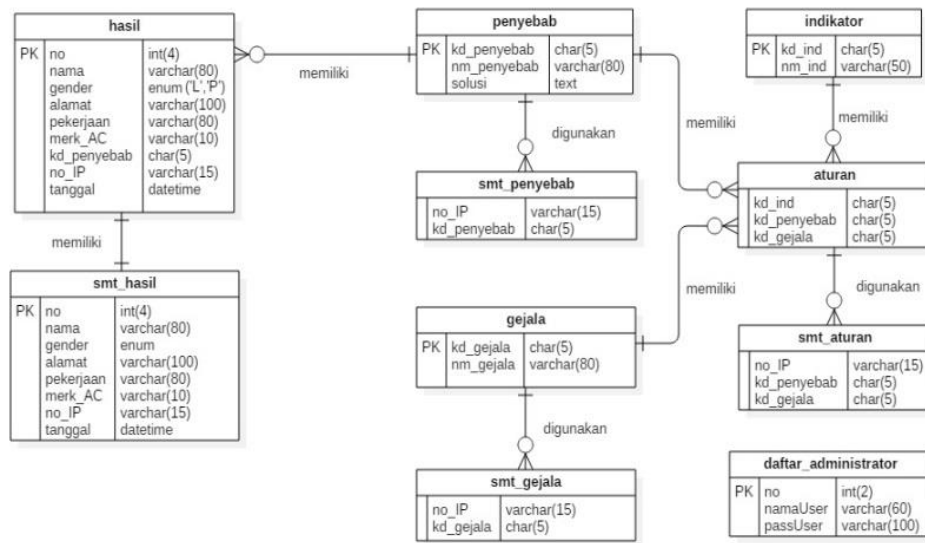 hasil
PK no int(4)
nama varchar(80)
gender enum ('L','P')
alamat varchar(100)
pekerjaan varchar(80)
merk_AC varchar(10)
kd_penyebab char(5)
no_IP varchar(15)
tanggal datetime
memiliki
penyebab
PK kd_penyebab char(5)
nm_penyebab varchar(80)
solusi text
indikator
PK kd_ind char(5)
nm_ind varchar(50)
digunakan
memiliki
memiliki
smt_penyebab
no_IP varchar(15)
kd_penyebab char(5)
aturan
kd_ind char(5)
kd_penyebab char(5)
kd_gejala char(5)
memiliki
smt_hasil
PK no int(4)
nama varchar(80)
gender enum
alamat varchar(100)
pekerjaan varchar(80)
merk_AC varchar(10)
no_IP varchar(15)
tanggal datetime
memiliki
digunakan
gejala
PK kd_gejala char(5)
nm_gejala varchar(80)
smt_aturan
no_IP varchar(15)
kd_penyebab char(5)
kd_gejala char(5)
digunakan
smt_gejala
no_IP varchar(15)
kd_gejala char(5)
daftar_administrator
PK no int(2)
namaUser varchar(60)
passUser varchar(100)